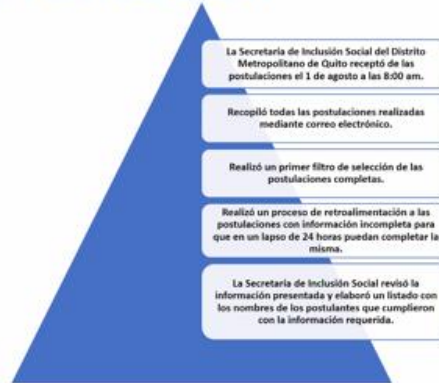 La Secretaría de Inclusión Social del Distrito
Metropolitano de Quito receptó de las
postulaciones el 1 de agosto a las 8:00 am.
Recopiló todas las postulaciones realizadas
mediante correo electrónico.
Realizó un primer filtro de selección de las
postulaciones completas.
Realizó un proceso de retroalimentación a las
postulaciones con información incompleta para
que en un lapso de 24 horas puedan completar la
misma.
La Secretaría de Inclusión Social revisó la
información presentada y elaboró un listado con
los nombres de los postulantes que cumplieron
con la información requerida.